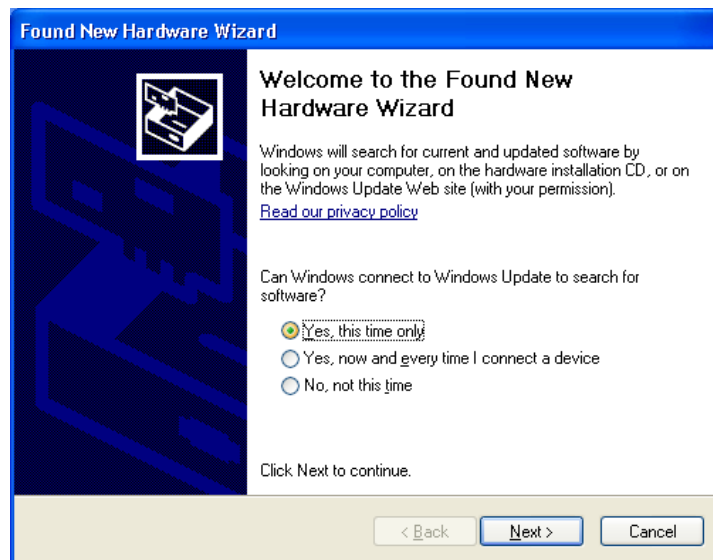 Found New Hardware Wizard
Welcome to the Found New
Hardware Wizard
Windows will search for current and updated software by
looking on your computer, on the hardware installation CD, or on
the Windows Update Web site (with your permission).
Read our privacy policy
Can Windows connect to Windows Update to search for
software?
Yes, this time only
Yes, now and every time I connect a device
No, not this time
Click Next to continue.
< Back
Next >
Cancel